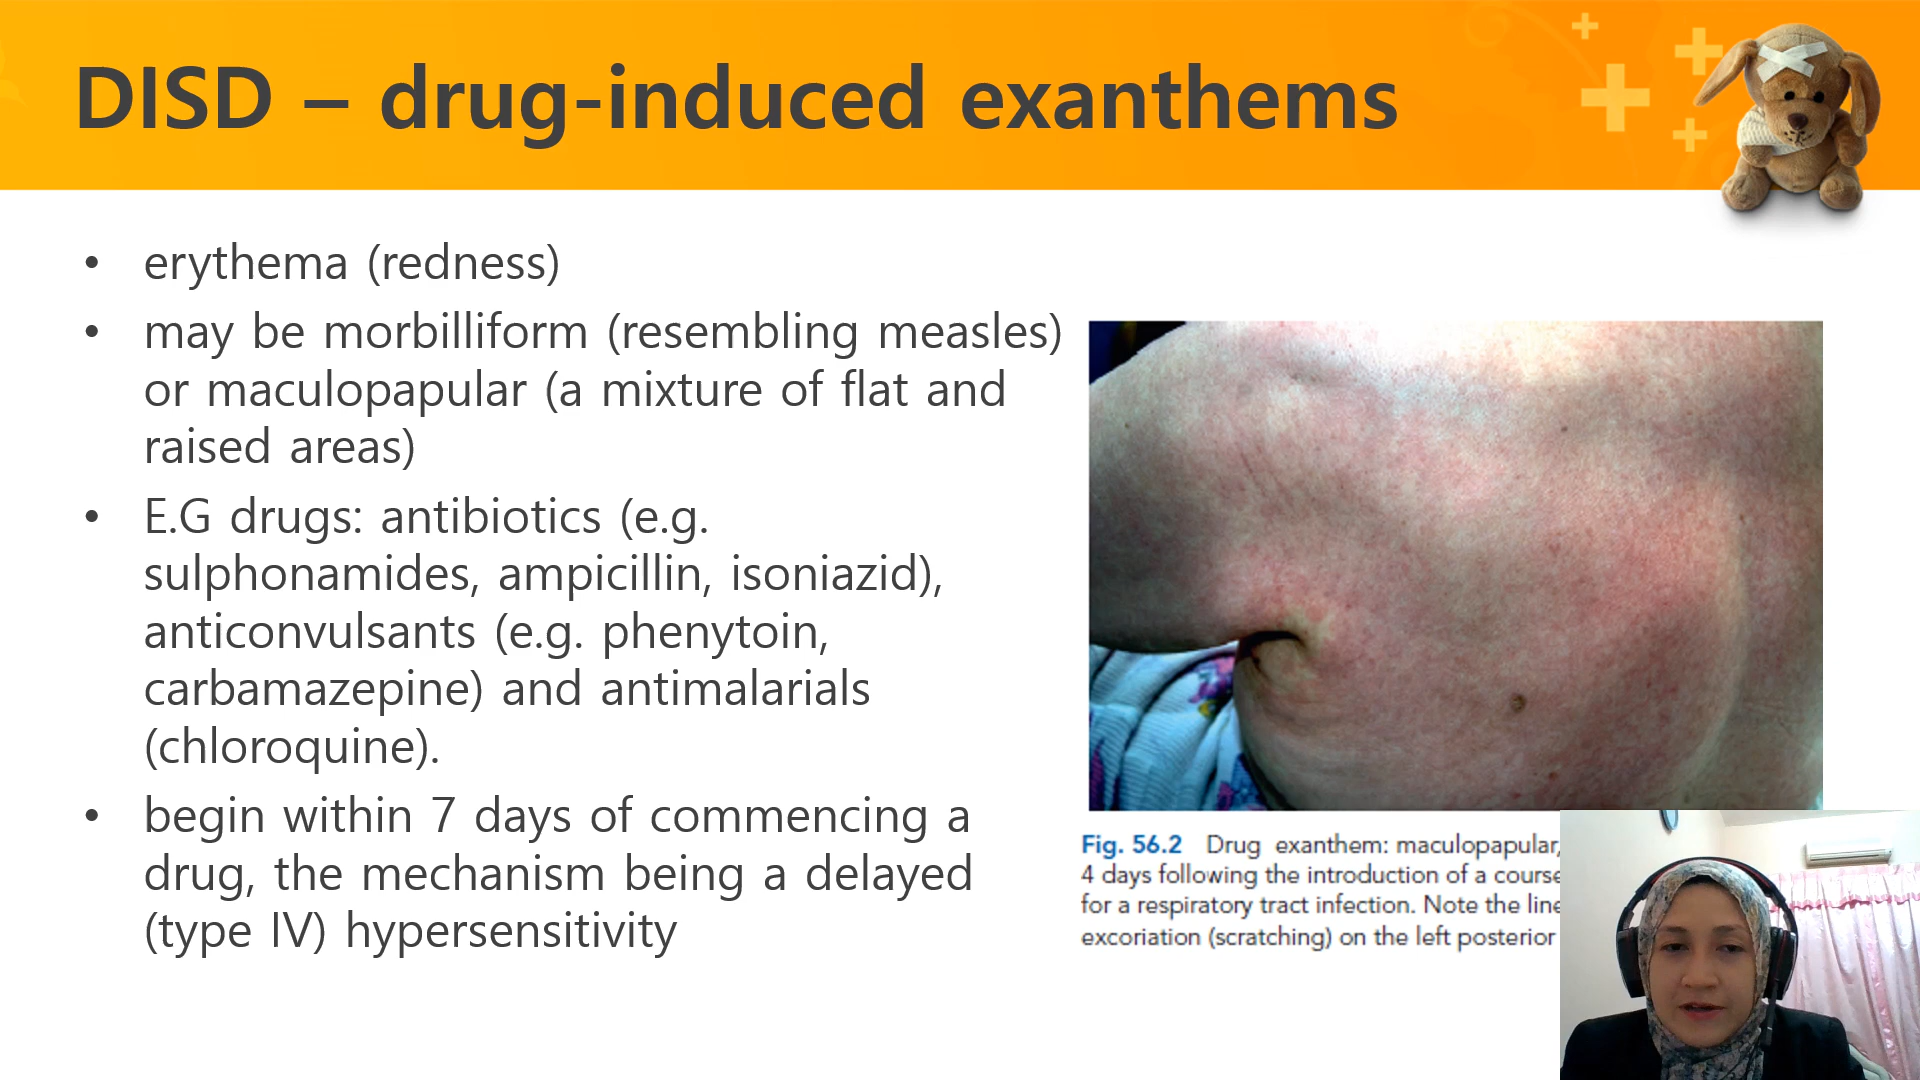 DISD – drug-induced exanthems
• erythema (redness)
• may be morbilliform (resembling measles)
or maculopapular (a mixture of flat and
raised areas)
• E.G drugs: antibiotics (e.g.
sulphonamides, ampicillin, isoniazid),
anticonvulsants (e.g. phenytoin,
carbamazepine) and antimalarials
(chloroquine).
• begin within 7 days of commencing a
drug, the mechanism being a delayed
(type IV) hypersensitivity
Fig. 56.2 Drug exanthem: maculopapular,
4 days following the introduction of a course
for a respiratory tract infection. Note the
excoriation (scratching) on the left posterior